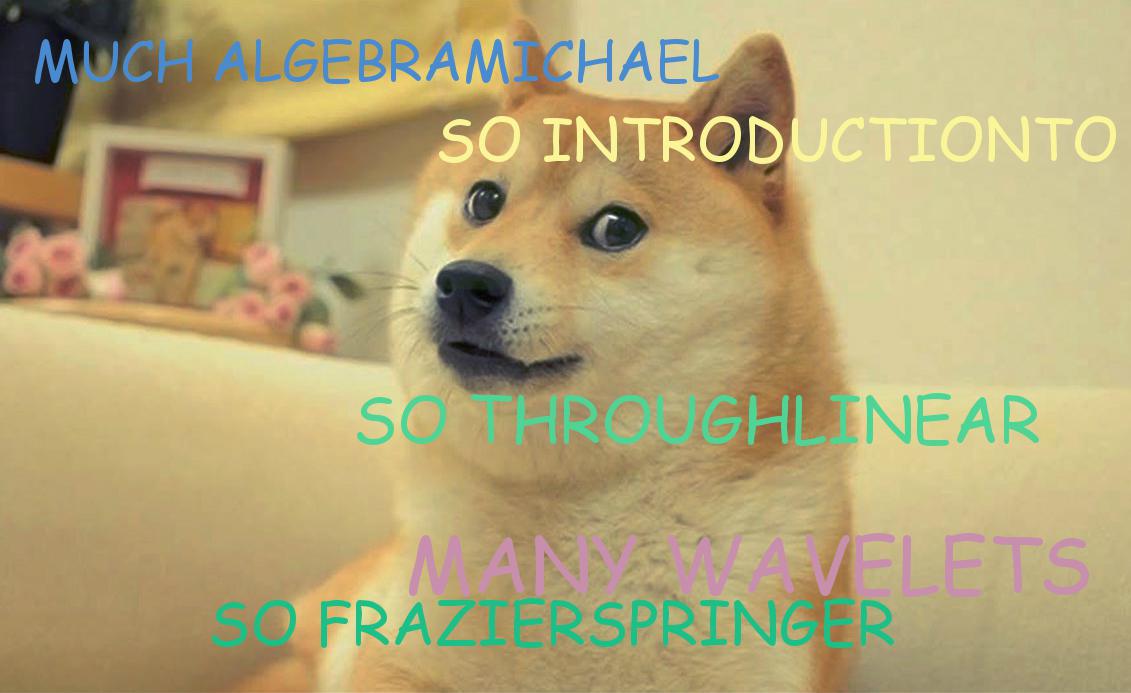 MUCH ALGEBRAMICHAEL
SO INTRODUCTIONTO
SO THROUGHLINEAR
MANY WAVELETS
SO FRAZIERSPRINGER